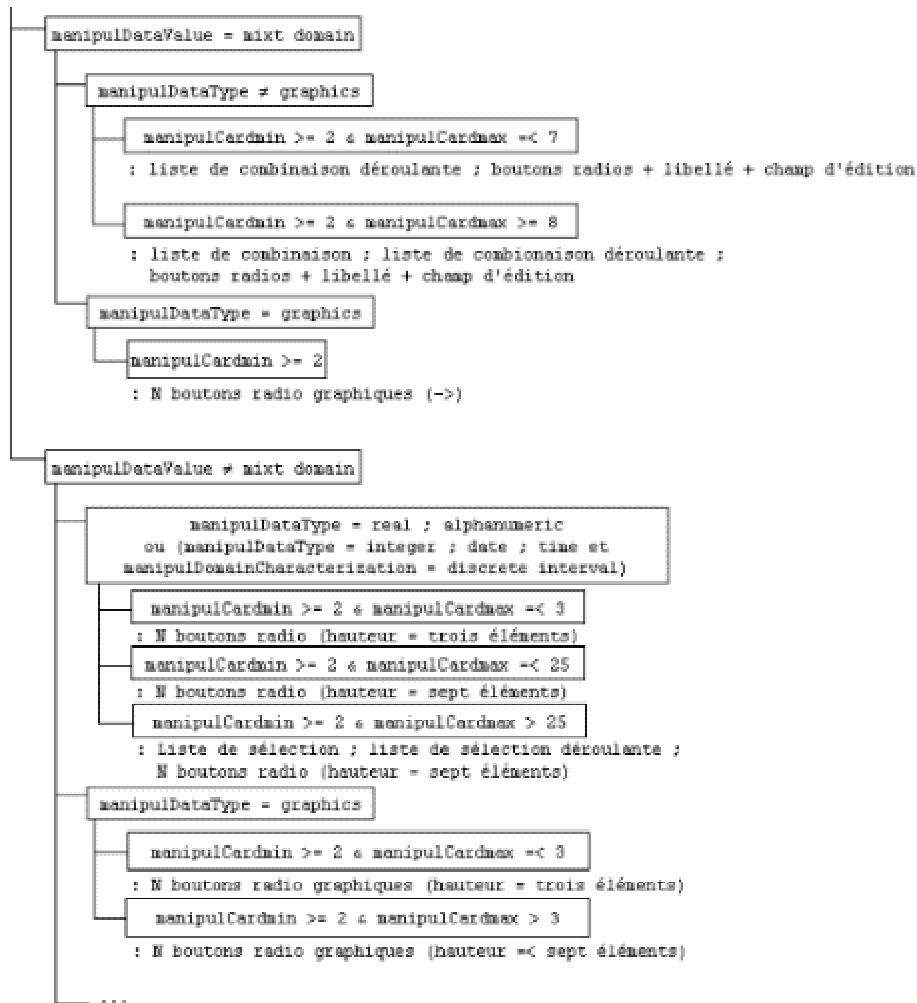 manipulDataValue = mixt domain
manipulDataType ≠ graphics
manipulCardmin >= 2 & manipulCardmax =< 7
: liste de combinaison déroulante ; boutons radios + libellé + champ d'édition
manipulCardmin >= 2 & manipulCardmax >= 8
: liste de combinaison ; liste de combionaison déroulante ;
boutons radios + libellé + champ d'édition
manipulDataType = graphics
manipulCardmin >= 2
: N boutons radio graphiques (->)
manipulDataValue ≠ mixt domain
manipulDataType = real ; alphanumeric
ou (manipulDataType = integer ; date ; time et
manipulDomainCharacterization = discrete interval)
manipulCardmin >= 2 & manipulCardmax =< 3
: N boutons radio (hauteur = trois éléments)
manipulCardmin >= 2 & manipulCardmax =< 25
: N boutons radio (hauteur = sept éléments)
manipulCardmin >= 2 & manipulCardmax > 25
: Liste de sélection ; liste de sélection déroulante ;
N boutons radio (hauteur = sept éléments)
manipulDataType = graphics
manipulCardmin >= 2 & manipulCardmax =< 3
: N boutons radio graphiques (hauteur = trois éléments)
manipulCardmin >= 2 & manipulCardmax > 3
: N boutons radio graphiques (hauteur =< sept éléments)
...